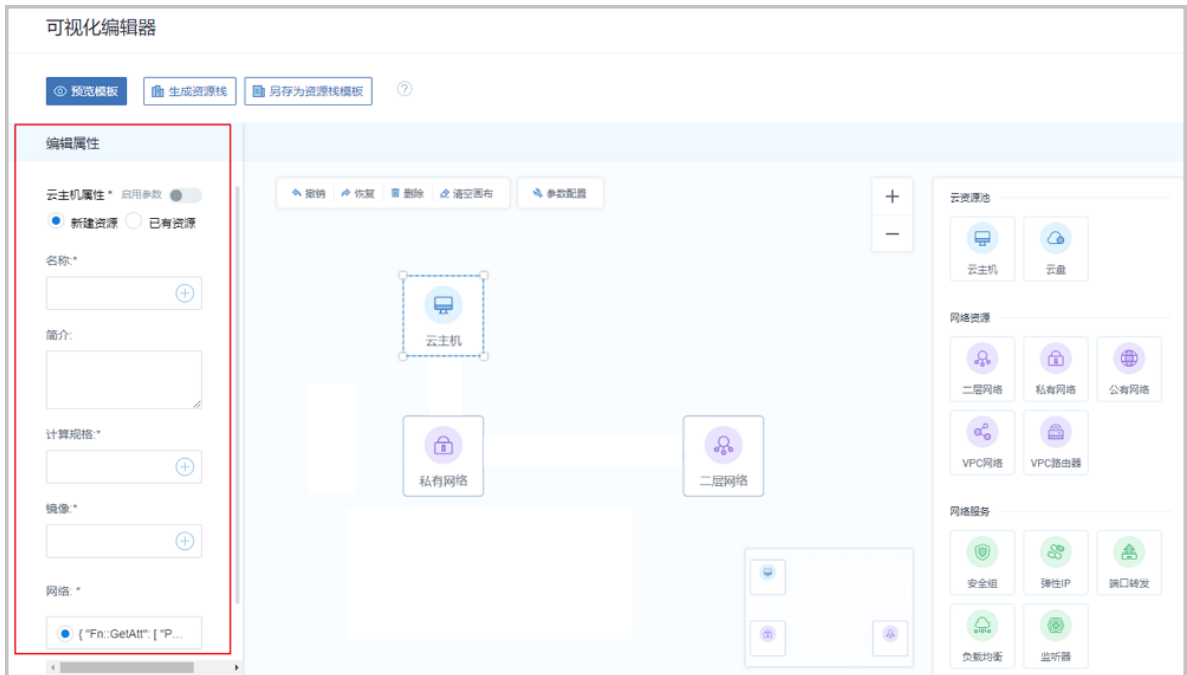 可视化编辑器
预览模板 生成资源栈 另存为资源栈模板 ?
编辑属性
云主机属性 * 启用参数
新建资源 已有资源
名称:*
简介:
计算规格:*
镜像:*
网络: *
{ "Fn::GetAtt": [ "P...
撤销 恢复 删除 清空画布 参数配置
云主机
私有网络 二层网络
云资源池
云主机 云盘
网络资源
二层网络 私有网络 公有网络
VPC网络 VPC路由器
网络服务
安全组 弹性IP 端口转发
负载均衡 监听器